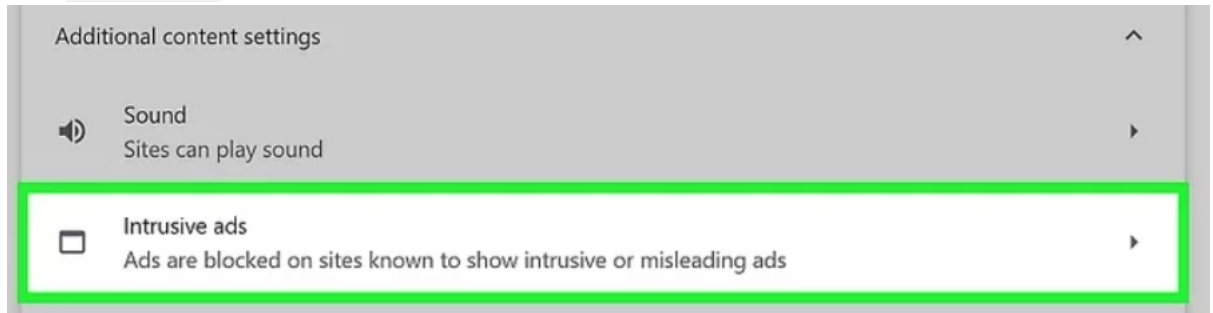 Additional content settings
Sound
Sites can play sound
Intrusive ads
Ads are blocked on sites known to show intrusive or misleading ads